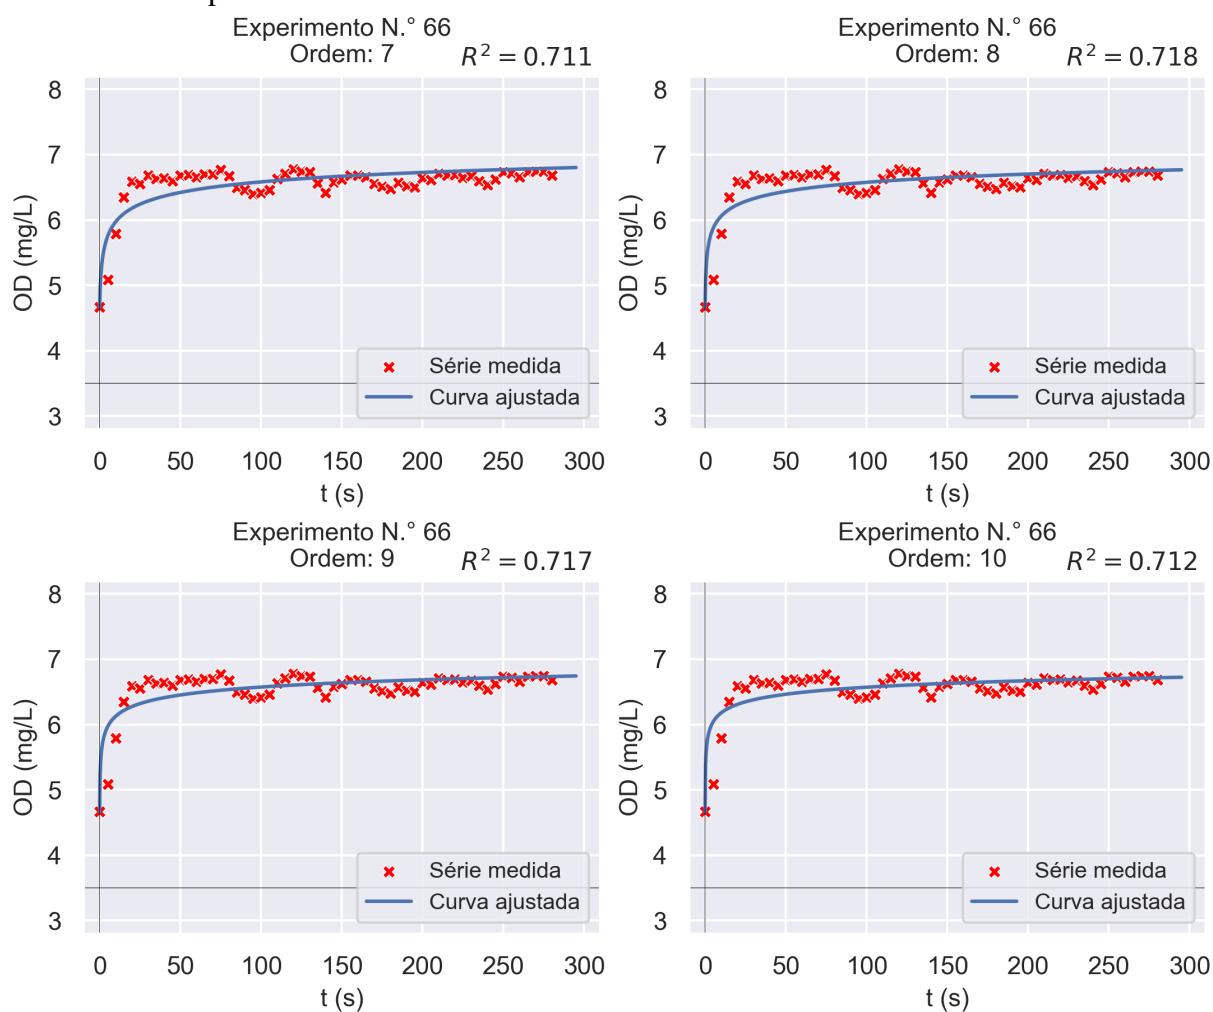 Experimento N.° 66
Ordem: 7 R² = 0.711
8
7
6
5
4
3
OD (mg/L)
Série medida
Curva ajustada
0 50 100 150 200 250 300
t (s)
Experimento N.° 66
Ordem: 8 R² = 0.718
8
7
6
5
4
3
OD (mg/L)
Série medida
Curva ajustada
0 50 100 150 200 250 300
t (s)
Experimento N.° 66
Ordem: 9 R² = 0.717
8
7
6
5
4
3
OD (mg/L)
Série medida
Curva ajustada
0 50 100 150 200 250 300
t (s)
Experimento N.° 66
Ordem: 10 R² = 0.712
8
7
6
5
4
3
OD (mg/L)
Série medida
Curva ajustada
0 50 100 150 200 250 300
t (s)